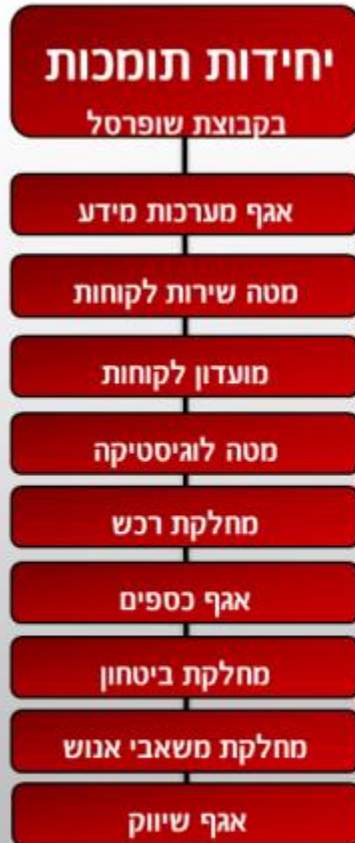 יחידות תומכות
בקבוצת שופרסל
אגף מערכות מידע
מטה שירות לקוחות
מועדון לקוחות
מטה לוגיסטיקה
מחלקת רכש
אגף כספים
מחלקת ביטחון
מחלקת משאבי אנוש
אגף שיווק